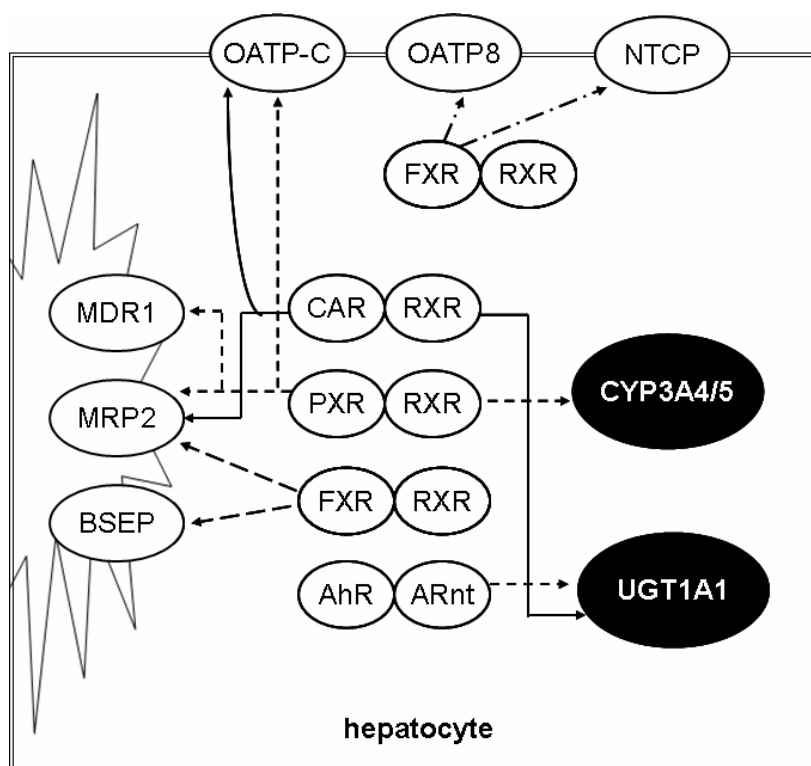 OATP-C OATP8 NTCP
FXR RXR
MDR1 CAR RXR
MRP2 PXR RXR CYP3A4/5
BSEP FXR RXR
AhR ARnt UGT1A1
hepatocyte